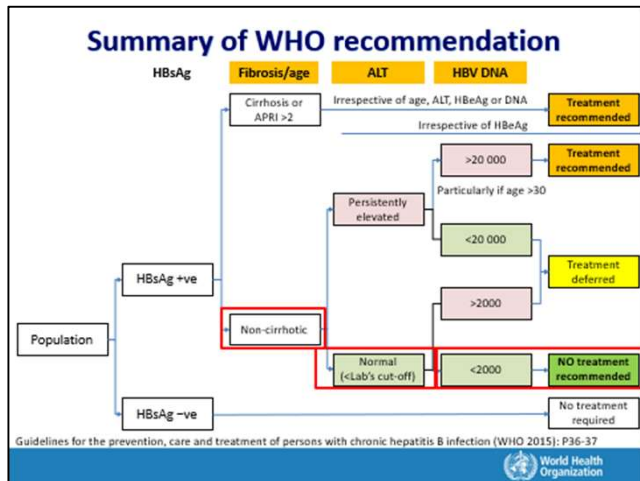 Summary of WHO recommendation
HBsAg
Fibrosis/age
ALT
HBV DNA
Cirrhosis or
APRI >2
Irrespective of age, ALT, HBeAg or DNA
Treatment
recommended
Irrespective of HBeAg
>20 000
Treatment
recommended
Particularly if age >30
Persistently
elevated
<20 000
HBsAg +ve
Treatment
deferred
>2000
Non-cirrhotic
Population
Normal
(<Lab's cut-off)
<2000
NO treatment
recommended
HBsAg –ve
No treatment
required
Guidelines for the prevention, care and treatment of persons with chronic hepatitis B infection (WHO 2015): P36-37
World Health
Organization